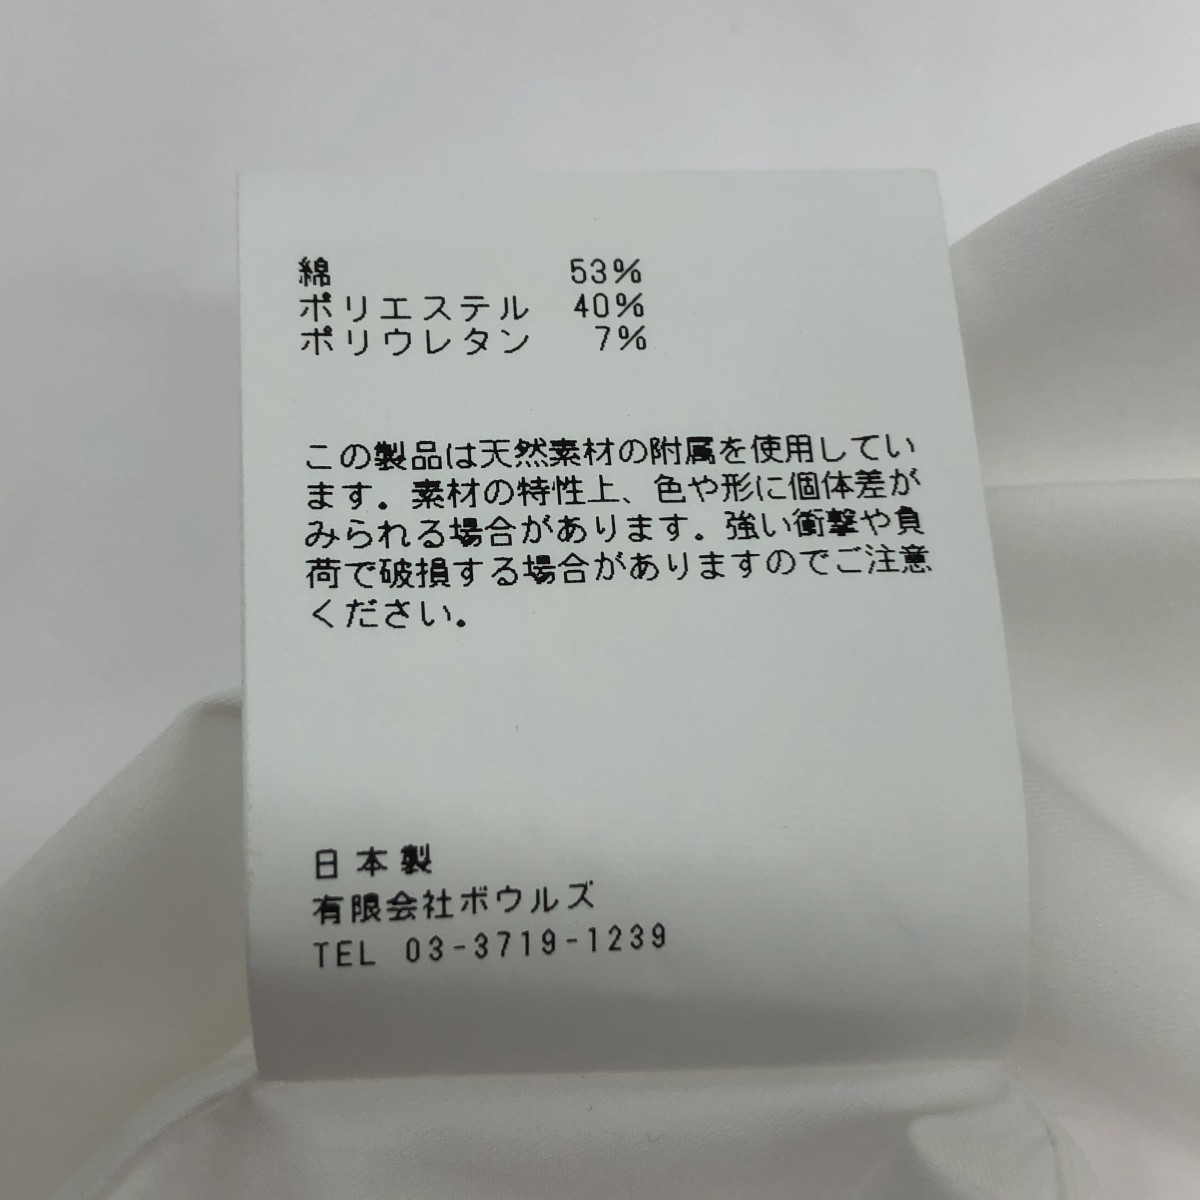 綿 53%
ポリエステル 40%
ポリウレタン 7%
この製品は天然素材の附属を使用してい
ます。素材の特性上、色や形に個体差が
みられる場合があります。強い衝撃や負
荷で破損する場合がありますのでご注意
ください。
日本製
有限会社ボウルズ
TEL 03-3719-1239